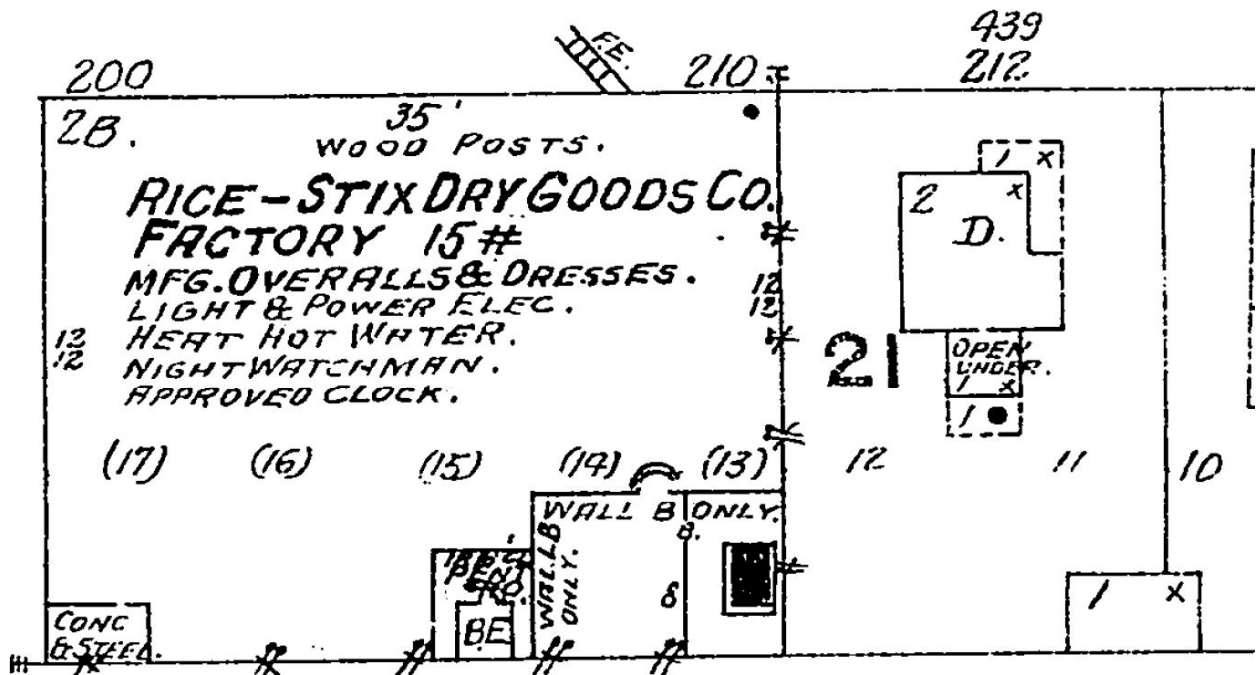 439
200
F.E.
210
212
2B.
35'
WOOD POSTS.
RICE-STIX DRY GOODS CO.
FACTORY 15#
MFG. OVERALLS & DRESSES.
LIGHT & POWER ELEC.
HEAT HOT WATER.
NIGHT WATCHMAN.
APPROVED CLOCK.
12
12
12
12
1 X
2 X
D.
21
OPEN
UNDER.
1 X
1
(17) (16) (15) (14) (13) 12 11 10
WALL B ONLY.
B.
WALL B
ONLY.
8
B.E
CONC
& STEEL.
1 X